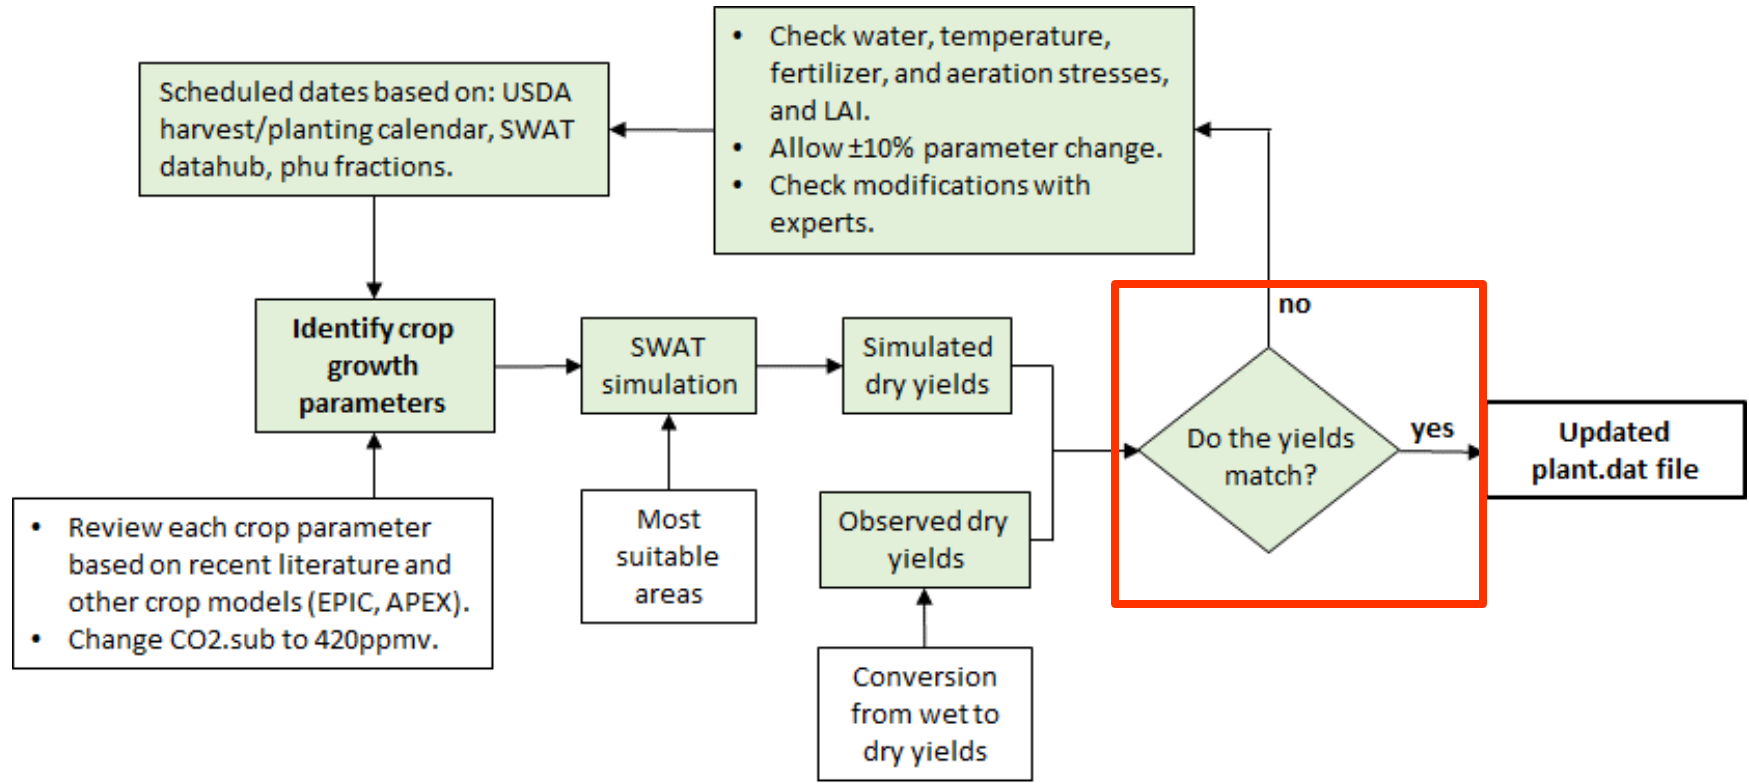 • Check water, temperature,
fertilizer, and aeration stresses,
and LAI.
• Allow ±10% parameter change.
• Check modifications with
experts.
Scheduled dates based on: USDA
harvest/planting calendar, SWAT
datahub, phu fractions.
no
Identify crop
growth
parameters
SWAT
simulation
Simulated
dry yields
Do the yields
match?
yes
Updated
plant.dat file
• Review each crop parameter
based on recent literature and
other crop models (EPIC, APEX).
• Change CO2.sub to 420ppmv.
Most
suitable
areas
Observed dry
yields
Conversion
from wet to
dry yields